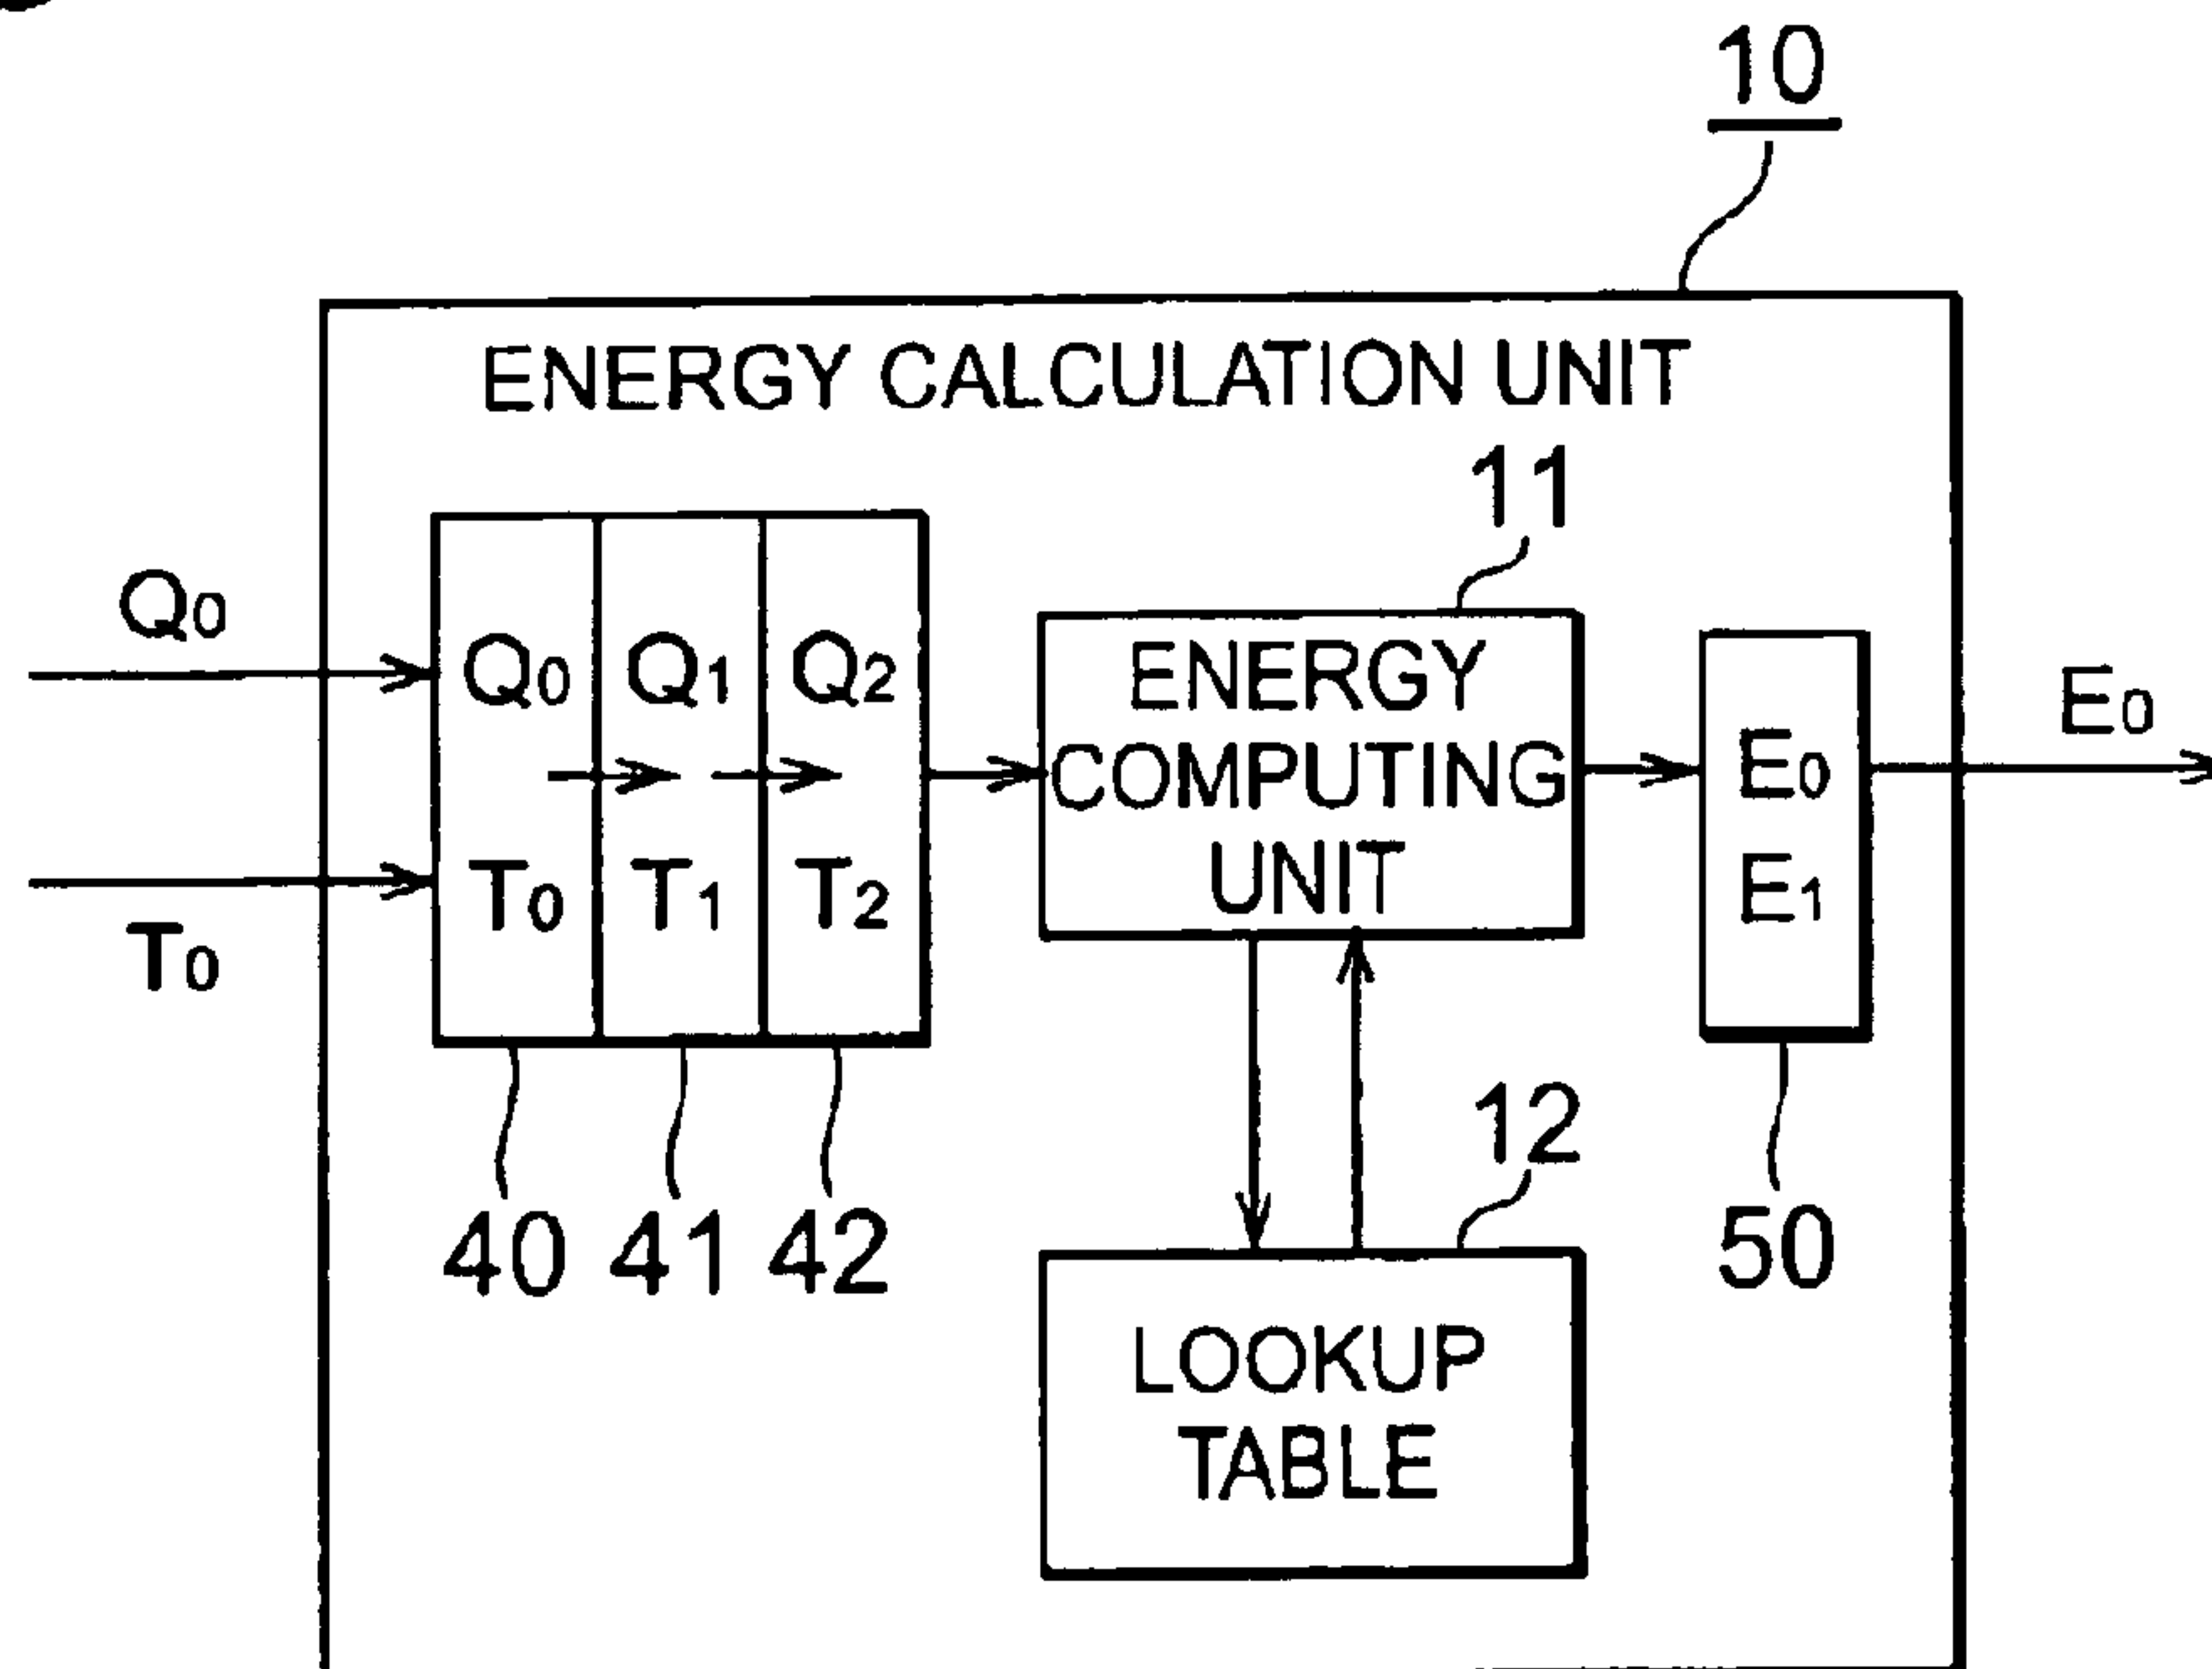 10
ENERGY CALCULATION UNIT
11
Q0
Q0 Q1 Q2
ENERGY
COMPUTING
UNIT
E0
E1
E0
T0 T1 T2
T0
12
40 41 42
50
LOOKUP
TABLE